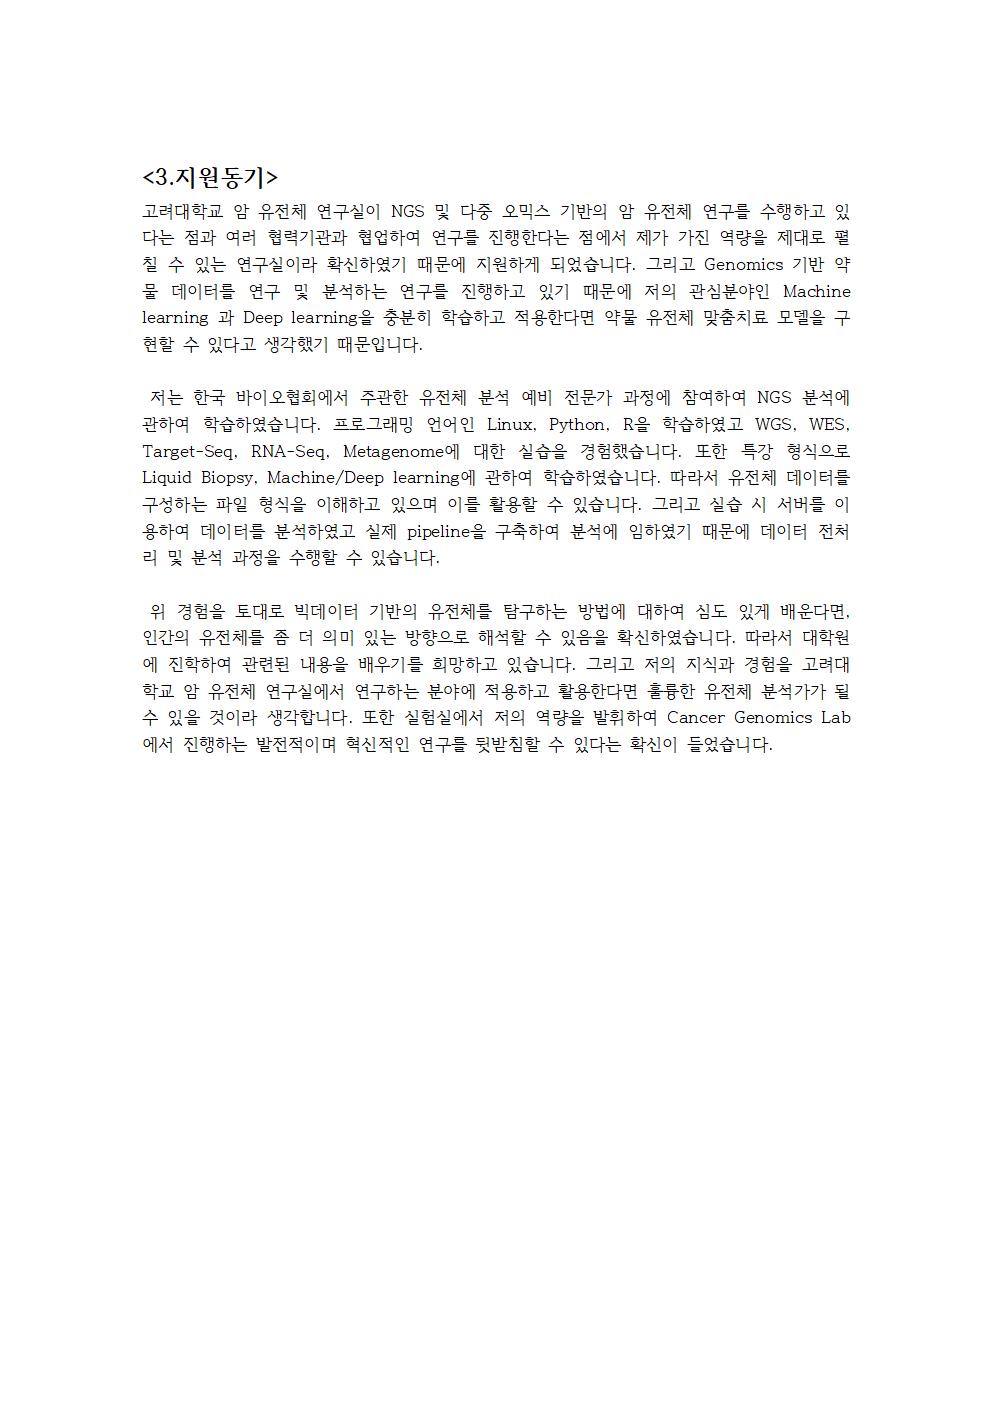 <3.지원동기>
고려대학교 암 유전체 연구실이 NGS 및 다중 오믹스 기반의 암 유전체 연구를 수행하고 있
다는 점과 여러 협력기관과 협업하여 연구를 진행한다는 점에서 제가 가진 역량을 제대로 펼
칠 수 있는 연구실이라 확신하였기 때문에 지원하게 되었습니다. 그리고 Genomics 기반 약
물 데이터를 연구 및 분석하는 연구를 진행하고 있기 때문에 저의 관심분야인 Machine
learning 과 Deep learning을 충분히 학습하고 적용한다면 약물 유전체 맞춤치료 모델을 구
현할 수 있다고 생각했기 때문입니다.
저는 한국 바이오협회에서 주관한 유전체 분석 예비 전문가 과정에 참여하여 NGS 분석에
관하여 학습하였습니다. 프로그래밍 언어인 Linux, Python, R을 학습하였고 WGS, WES,
Target-Seq, RNA-Seq, Metagenome에 대한 실습을 경험했습니다. 또한 특강 형식으로
Liquid Biopsy, Machine/Deep learning에 관하여 학습하였습니다. 따라서 유전체 데이터를
구성하는 파일 형식을 이해하고 있으며 이를 활용할 수 있습니다. 그리고 실습 시 서버를 이
용하여 데이터를 분석하였고 실제 pipeline을 구축하여 분석에 임하였기 때문에 데이터 전처
리 및 분석 과정을 수행할 수 있습니다.
위 경험을 토대로 빅데이터 기반의 유전체를 탐구하는 방법에 대하여 심도 있게 배운다면,
인간의 유전체를 좀 더 의미 있는 방향으로 해석할 수 있음을 확신하였습니다. 따라서 대학원
에 진학하여 관련된 내용을 배우기를 희망하고 있습니다. 그리고 저의 지식과 경험을 고려대
학교 암 유전체 연구실에서 연구하는 분야에 적용하고 활용한다면 훌륭한 유전체 분석가가 될
수 있을 것이라 생각합니다. 또한 실험실에서 저의 역량을 발휘하여 Cancer Genomics Lab
에서 진행하는 발전적이며 혁신적인 연구를 뒷받침할 수 있다는 확신이 들었습니다.